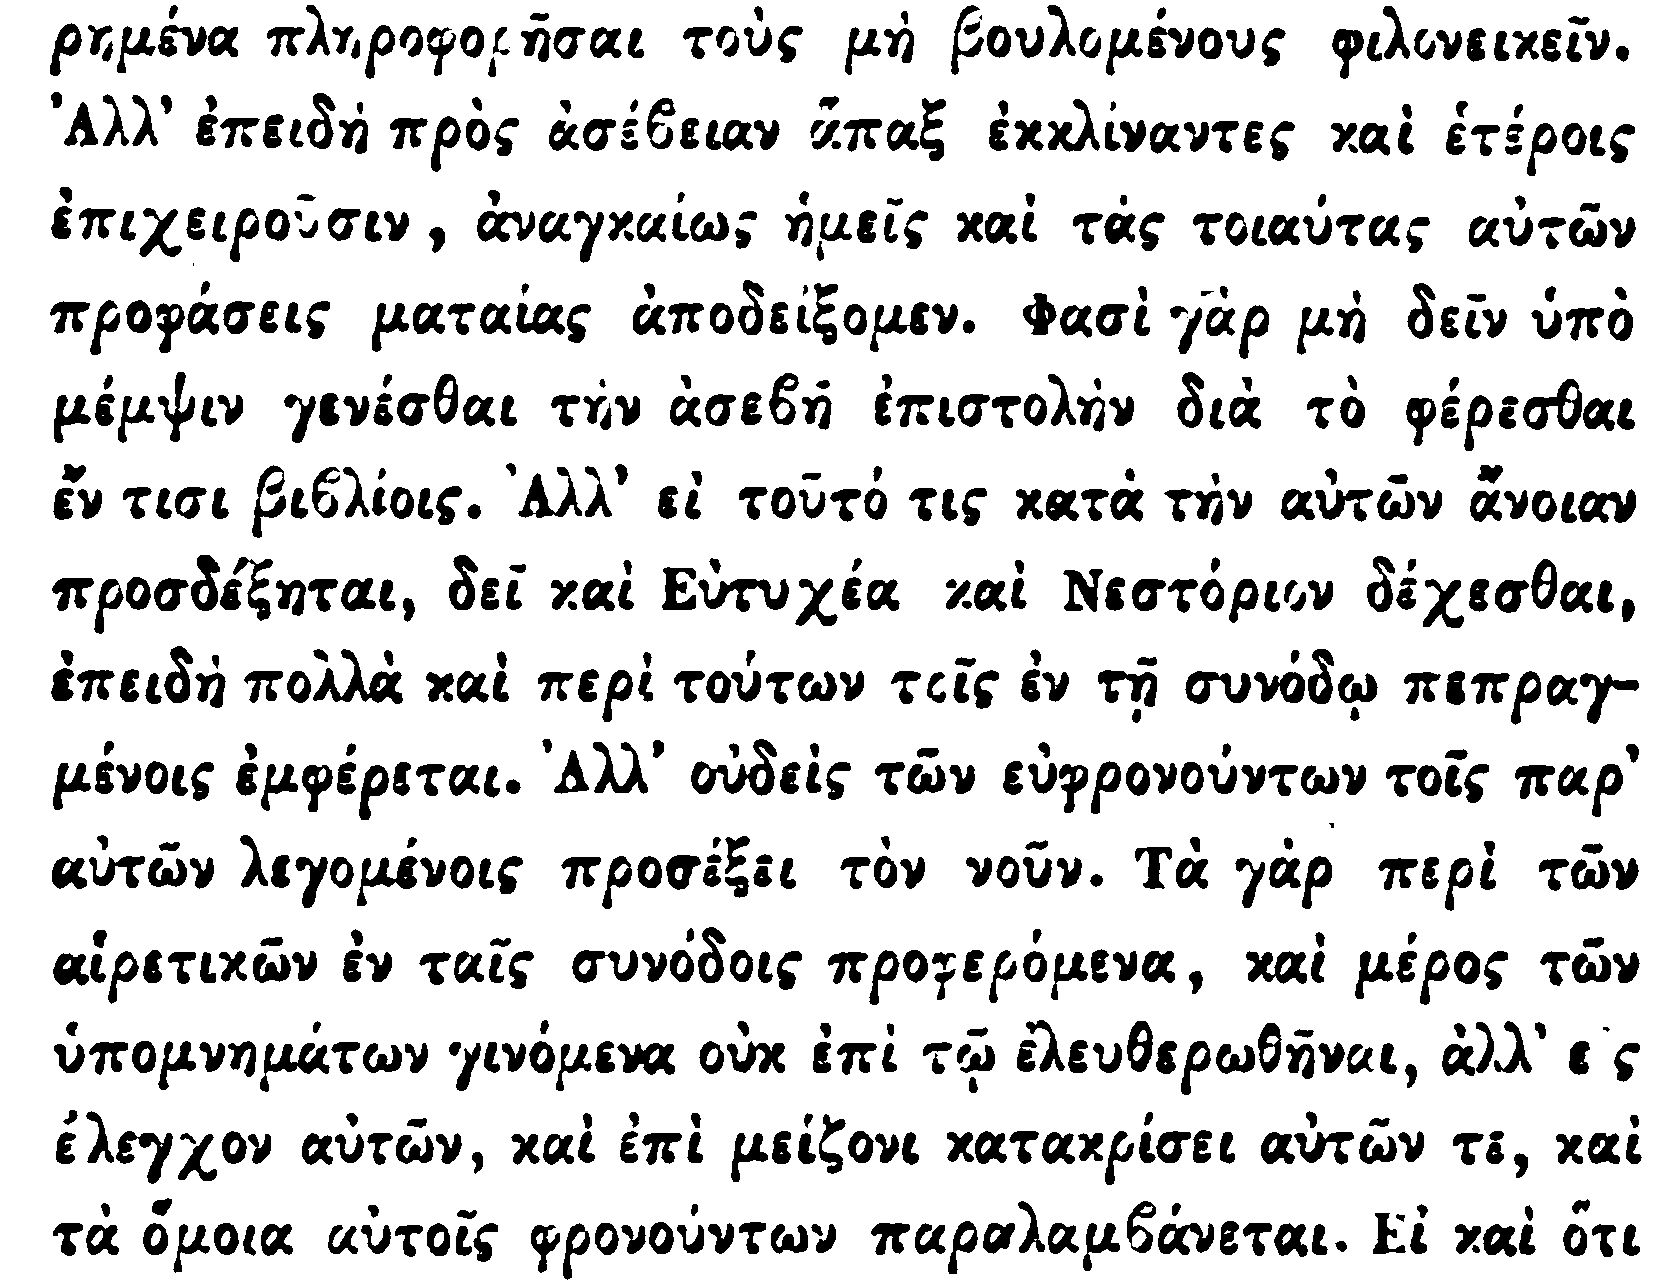 ρημένα πληροφορῆσαι τοὺς μὴ βουλομένους φιλονεικεῖν.
Ἀλλ’ ἐπειδὴ πρὸς ἀσέϐειαν ἅπαξ ἐκκλίναντες καὶ ἑτέροις
ἐπιχειροῦσιν, ἀναγκαίως ἡμεῖς καὶ τὰς τοιαύτας αὐτῶν
προφάσεις ματαίας ἀποδείξομεν. Φασὶ γὰρ μὴ δεῖν ὑπὸ
μέμψιν γενέσθαι τὴν ἀσεϐῆ ἐπιστολὴν διὰ τὸ φέρεσθαι
ἔν τισι βιϐλίοις. Ἀλλ’ εἰ τοῦτό τις κατὰ τὴν αὐτῶν ἄνοιαν
προσδέξηται, δεῖ καὶ Εὐτυχέα καὶ Νεστόριον δέχεσθαι,
ἐπειδὴ πολλὰ καὶ περὶ τούτων τοῖς ἐν τῇ συνόδῳ πεπραγ-
μένοις ἐμφέρεται. Ἀλλ’ οὐδεὶς τῶν εὐφρονούντων τοῖς παρ’
αὐτῶν λεγομένοις προσέξει τὸν νοῦν. Τὰ γὰρ περὶ τῶν
αἱρετικῶν ἐν ταῖς συνόδοις προφερόμενα, καὶ μέρος τῶν
ὑπομνημάτων γινόμενα οὐκ ἐπὶ τῷ ἐλευθερωθῆναι, ἀλλ’ εἰς
ἔλεγχον αὐτῶν, καὶ ἐπὶ μείζονι κατακρίσει αὐτῶν τε, καὶ
τὰ ὅμοια αὐτοῖς φρονούντων παραλαμϐάνεται. Εἰ καὶ ὅτι